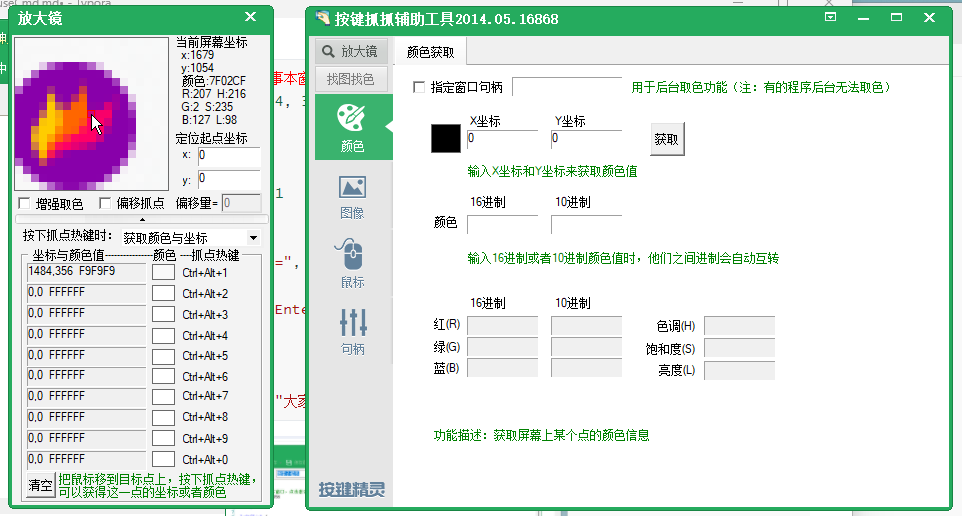 放大镜
当前屏幕坐标
x:1679
y:1054
颜色:7F02CF
R:207 H:216
G:2 S:235
B:127 L:98
定位起点坐标
x: 0
y: 0
增强取色 偏移抓点 偏移量= 0
按下抓点热键时: 获取颜色与坐标
坐标与颜色值---------------颜色 ---抓点热键
1484,356 F9F9F9 Ctrl+Alt+1
0,0 FFFFFF Ctrl+Alt+2
0,0 FFFFFF Ctrl+Alt+3
0,0 FFFFFF Ctrl+Alt+4
0,0 FFFFFF Ctrl+Alt+5
0,0 FFFFFF Ctrl+Alt+6
0,0 FFFFFF Ctrl+Alt+7
0,0 FFFFFF Ctrl+Alt+8
0,0 FFFFFF Ctrl+Alt+9
0,0 FFFFFF Ctrl+Alt+0
清空 把鼠标移到目标点上，按下抓点热键，
可以获得这一点的坐标或者颜色
事本窗
4, 3
1
=",
Ente
"大家
按键抓抓辅助工具2014.05.16868
放大镜
找图找色
颜色
图像
鼠标
句柄
按键精灵
颜色获取
指定窗口句柄 用于后台取色功能（注：有的程序后台无法取色）
X坐标 Y坐标
0 0 获取
输入X坐标和Y坐标来获取颜色值
16进制 10进制
颜色
输入16进制或者10进制颜色值时，他们之间进制会自动互转
16进制 10进制
红(R) 色调(H)
绿(G) 饱和度(S)
蓝(B) 亮度(L)
功能描述：获取屏幕上某个点的颜色信息